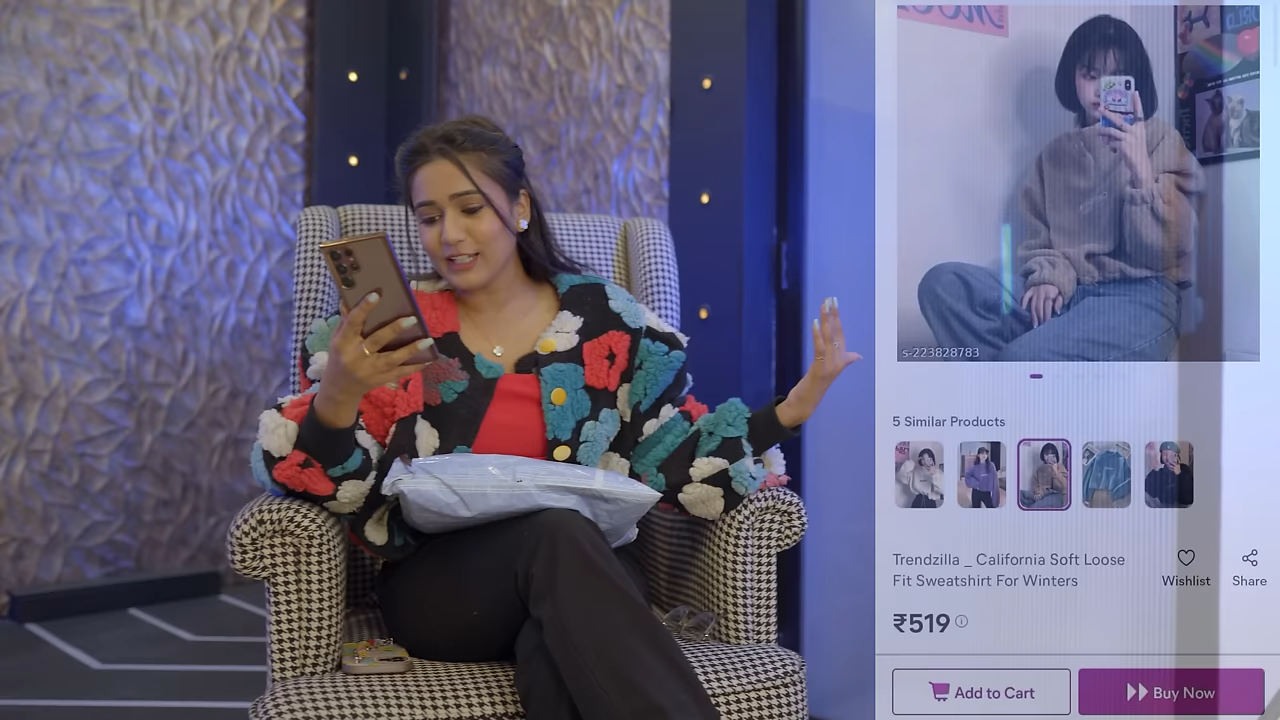 s-223828783
5 Similar Products
Trendzilla _ California Soft Loose
Fit Sweatshirt For Winters
Wishlist
Share
₹519
Add to Cart
Buy Now